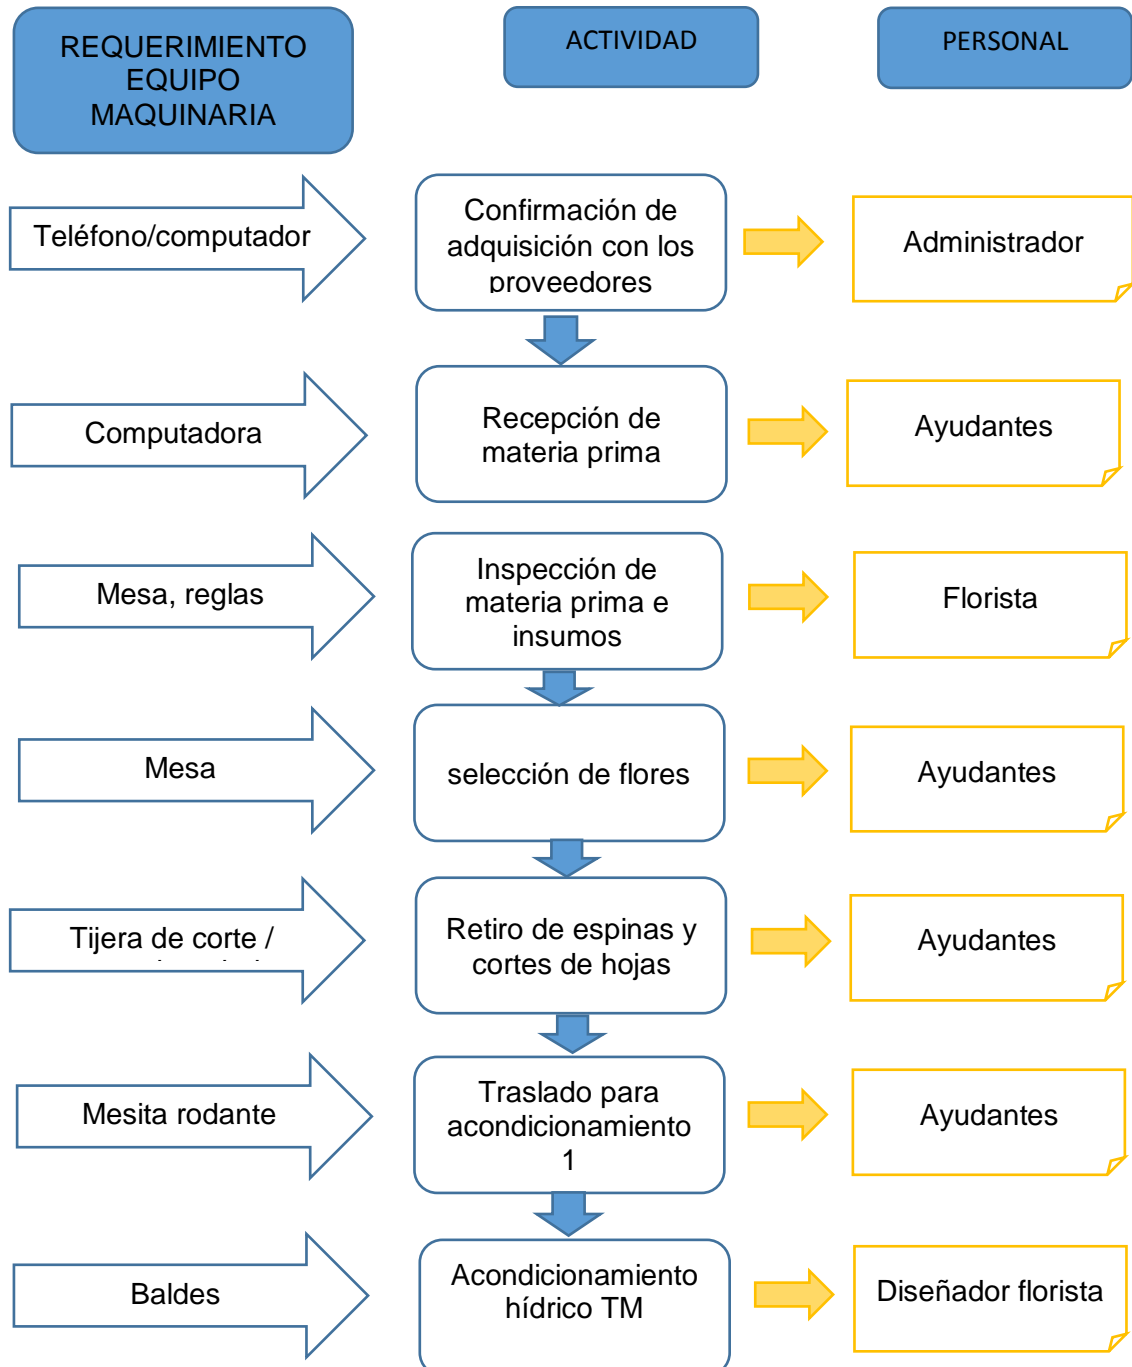 REQUERIMIENTO
EQUIPO
MAQUINARIA
ACTIVIDAD
PERSONAL
Teléfono/computador
Confirmación de
adquisición con los
proveedores
Administrador
Computadora
Recepción de
materia prima
Ayudantes
Mesa, reglas
Inspección de
materia prima e
insumos
Florista
Mesa
selección de flores
Ayudantes
Tijera de corte /
Retiro de espinas y
cortes de hojas
Ayudantes
Mesita rodante
Traslado para
acondicionamiento
1
Ayudantes
Baldes
Acondicionamiento
hídrico TM
Diseñador florista